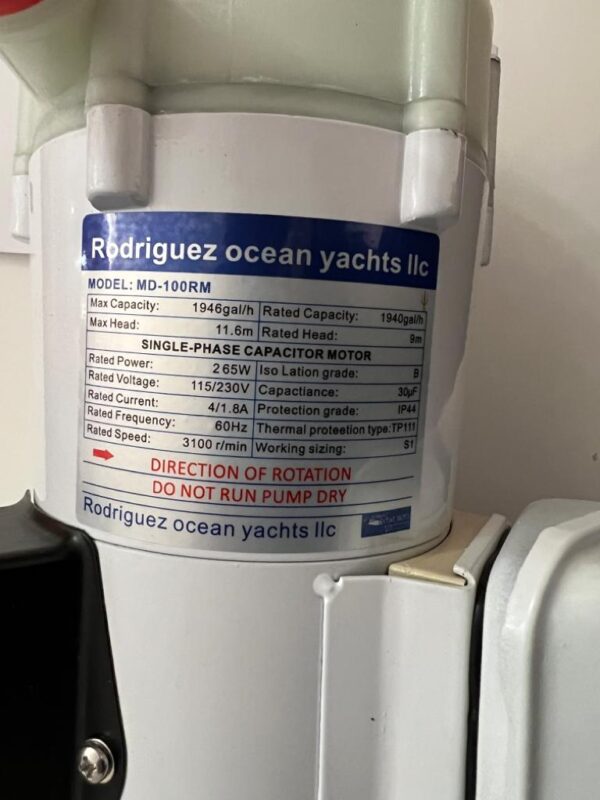 Rodriguez ocean yachts llc
MODEL: MD-100RM
Max Capacity: 1946gal/h Rated Capacity: 1940gal/h
Max Head: 11.6m Rated Head: 9m
SINGLE-PHASE CAPACITOR MOTOR
Rated Power: 265W Iso Lation grade: B
Rated Voltage: 115/230V Capactiance: 30μF
Rated Current: 4/1.8A Protection grade: IP44
Rated Frequency: 60Hz Thermal proteetion type: TP111
Rated Speed: 3100 r/min Working sizing: S1
DIRECTION OF ROTATION
DO NOT RUN PUMP DRY
Rodriguez ocean yachts llc